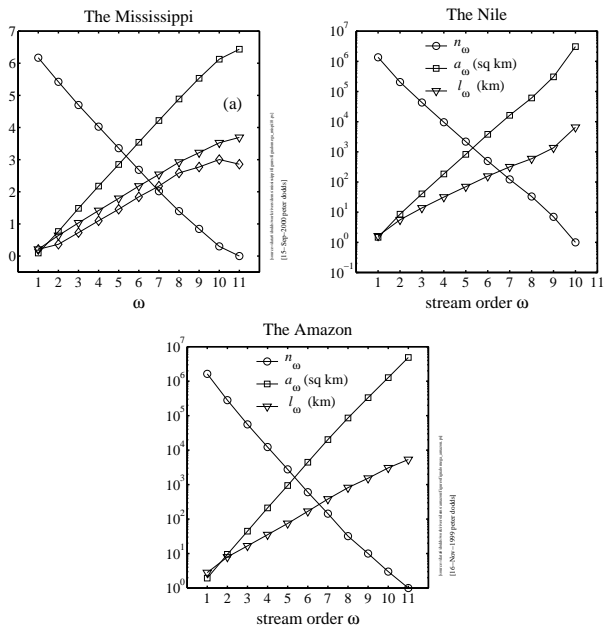 The Mississippi
7
6
5
4
3
2
1
0
(a)
[15-Sep-2000 peter dodds]
1 2 3 4 5 6 7 8 9 10 11
ω
The Nile
10^7
10^6
10^5
10^4
10^3
10^2
10^1
10^0
10^−1
n_ω
a_ω (sq km)
l_ω (km)
1 2 3 4 5 6 7 8 9 10 11
stream order ω
The Amazon
10^7
10^6
10^5
10^4
10^3
10^2
10^1
10^0
n_ω
a_ω (sq km)
l_ω (km)
[16-Nov-1999 peter dodds]
1 2 3 4 5 6 7 8 9 10 11
stream order ω